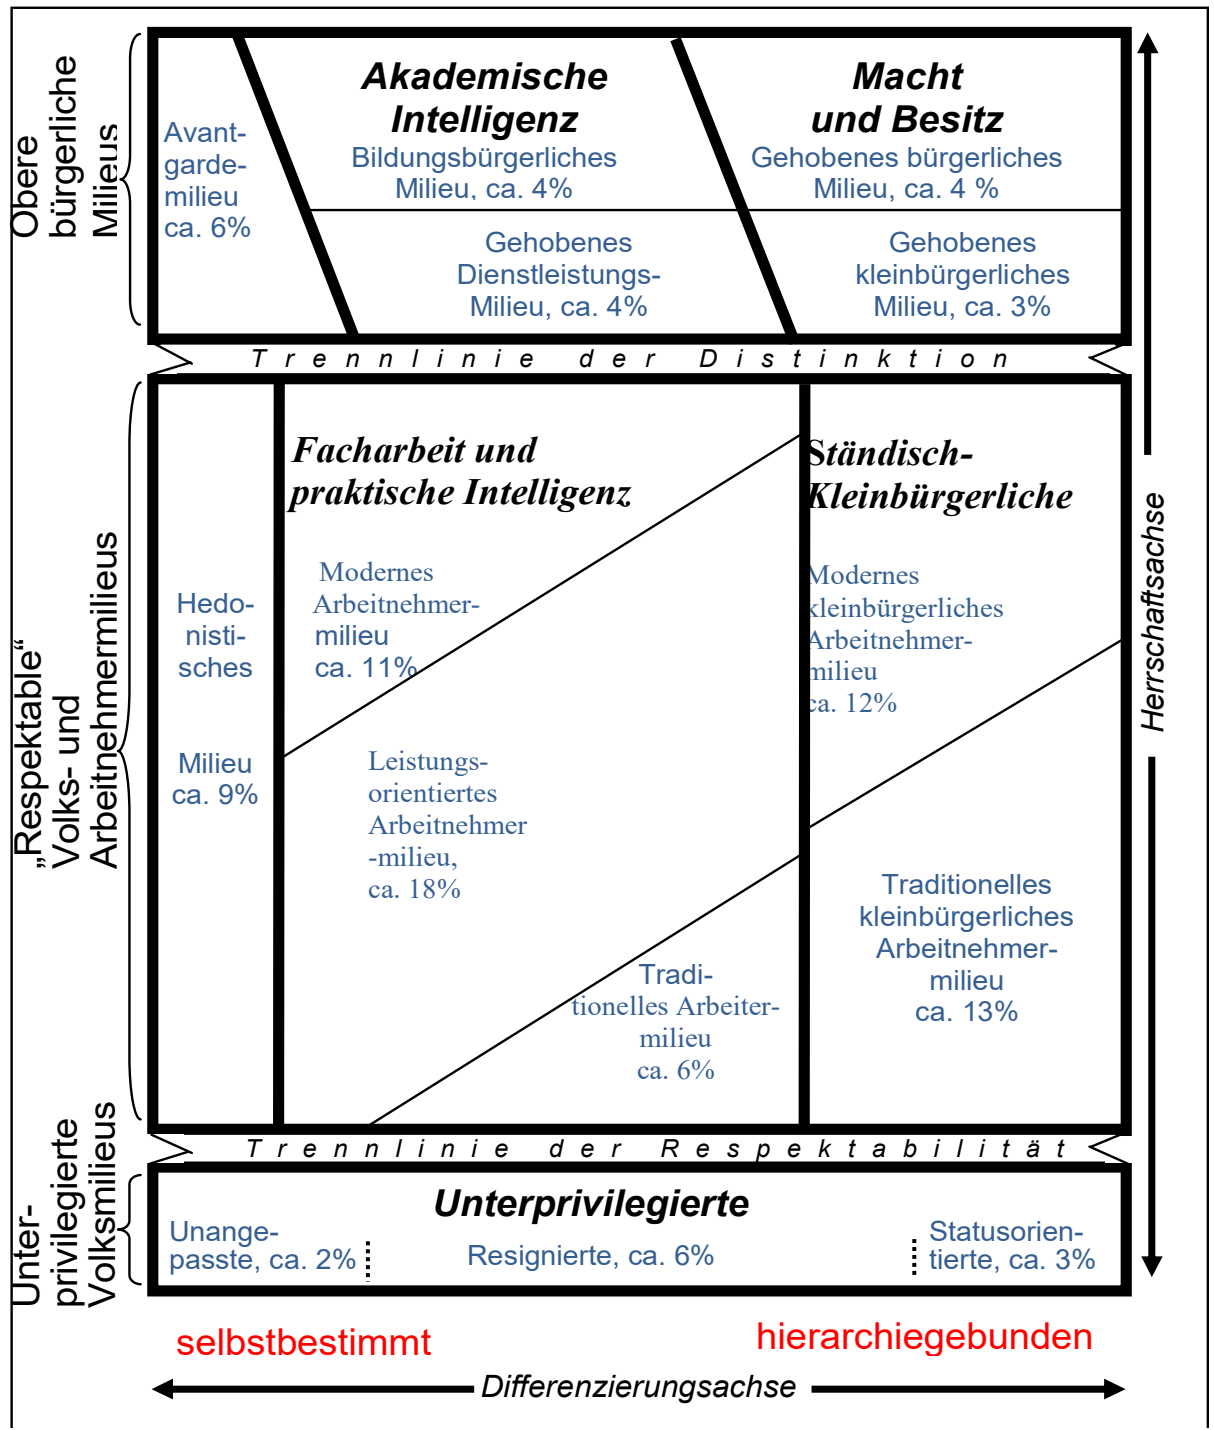 Obere
bürgerliche
Milieus
Avant-
garde-
milieu
ca. 6%
Akademische
Intelligenz
Bildungsbürgerliches
Milieu, ca. 4%
Macht
und Besitz
Gehobenes bürgerliches
Milieu, ca. 4 %
Gehobenes
Dienstleistungs-
Milieu, ca. 4%
Gehobenes
kleinbürgerliches
Milieu, ca. 3%
Trennlinie der Distinktion
„Respektable“
Volks- und
Arbeitnehmermilieus
Hedo-
nisti-
sches
Milieu
ca. 9%
Facharbeit und
praktische Intelligenz
Modernes
Arbeitnehmer-
milieu
ca. 11%
Leistungs-
orientiertes
Arbeitnehmer
-milieu,
ca. 18%
Tradi-
tionelles Arbeiter-
milieu
ca. 6%
Ständisch-
Kleinbürgerliche
Modernes
kleinbürgerliches
Arbeitnehmer-
milieu
ca. 12%
Traditionelles
kleinbürgerliches
Arbeitnehmer-
milieu
ca. 13%
Herrschaftsachse
Trennlinie der Respektabilität
Unter-
privilegierte
Volksmilieus
Unterprivilegierte
Unange-
passte, ca. 2%
Resignierte, ca. 6%
Statusorien-
tierte, ca. 3%
selbstbestimmt
hierarchiegebunden
Differenzierungsachse